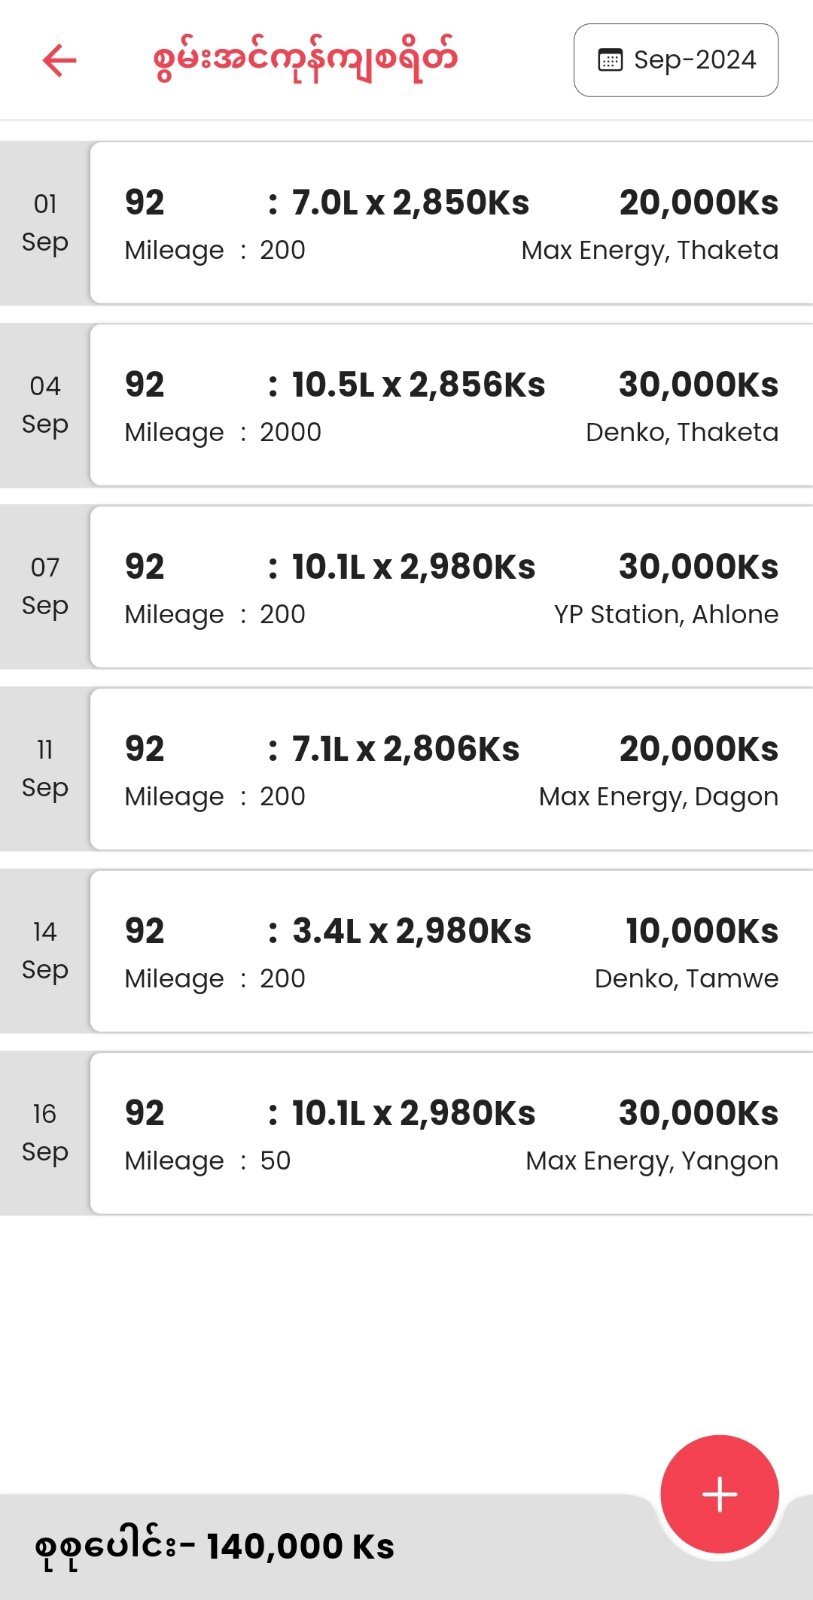 စွမ်းအင်ကုန်ကျစရိတ်
Sep-2024
01 Sep
92 : 7.0L x 2,850Ks 20,000Ks
Mileage : 200 Max Energy, Thaketa
04 Sep
92 : 10.5L x 2,856Ks 30,000Ks
Mileage : 2000 Denko, Thaketa
07 Sep
92 : 10.1L x 2,980Ks 30,000Ks
Mileage : 200 YP Station, Ahlone
11 Sep
92 : 7.1L x 2,806Ks 20,000Ks
Mileage : 200 Max Energy, Dagon
14 Sep
92 : 3.4L x 2,980Ks 10,000Ks
Mileage : 200 Denko, Tamwe
16 Sep
92 : 10.1L x 2,980Ks 30,000Ks
Mileage : 50 Max Energy, Yangon
စုစုပေါင်း- 140,000 Ks